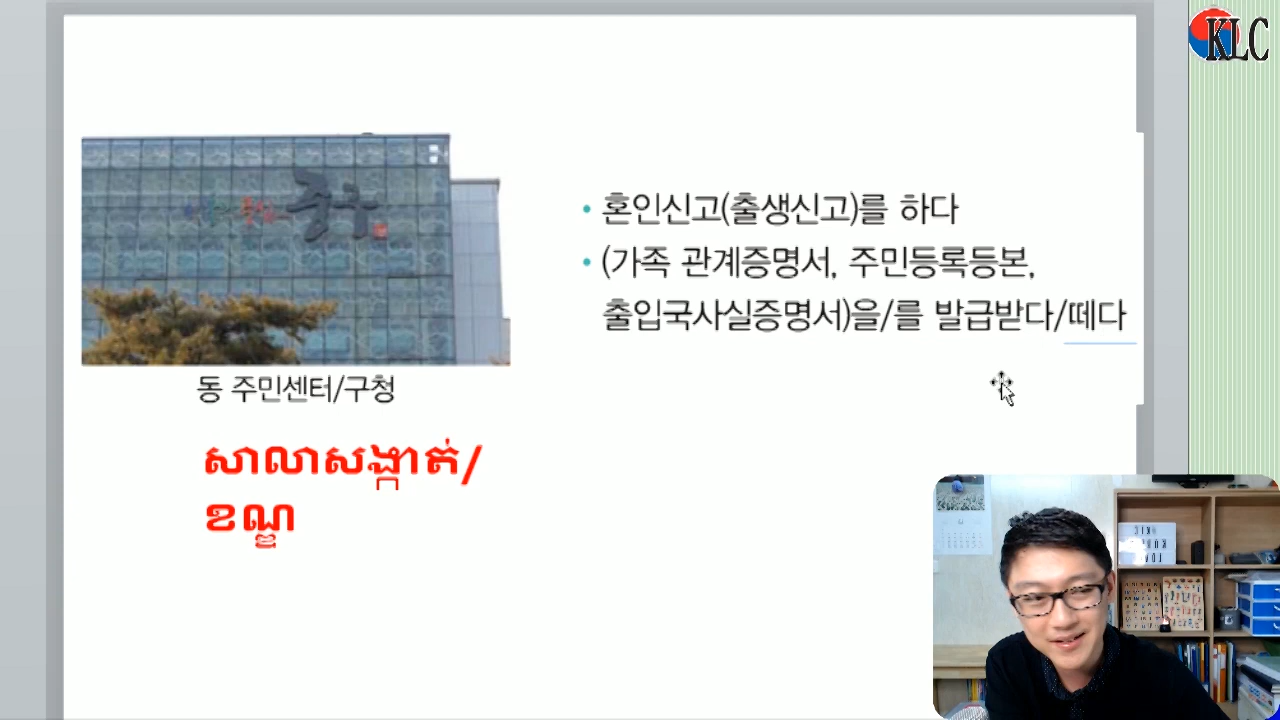 KLC
중구
• 혼인신고(출생신고)를 하다
• (가족 관계증명서, 주민등록등본,
출입국사실증명서)을/를 발급받다/떼다
동 주민센터/구청
សាលាសង្កាត់/
ខណ្ឌ